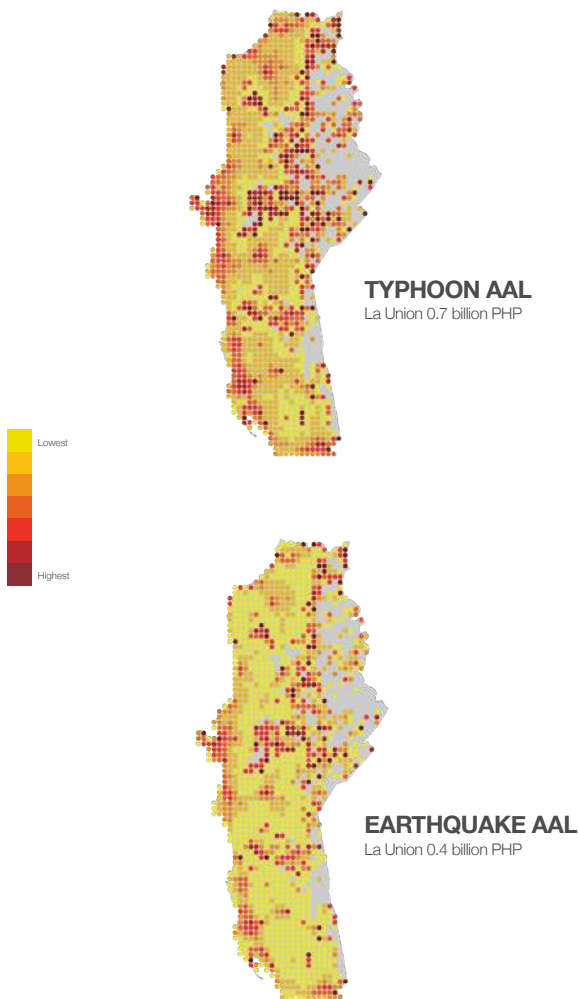 TYPHOON AAL
La Union 0.7 billion PHP
Lowest
Highest
EARTHQUAKE AAL
La Union 0.4 billion PHP